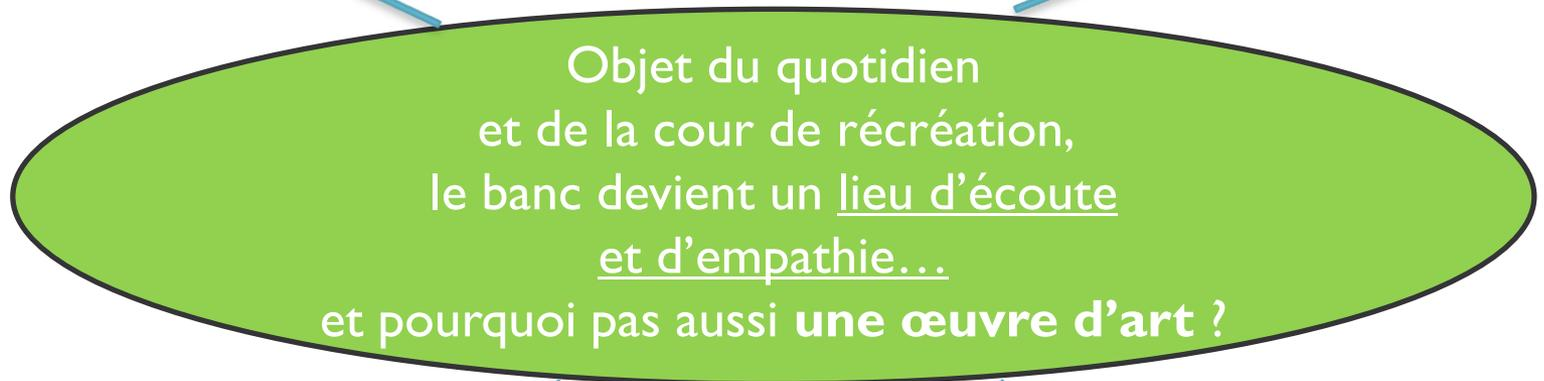 Objet du quotidien
et de la cour de récréation,
le banc devient un lieu d’écoute
et d’empathie…
et pourquoi pas aussi une œuvre d’art ?